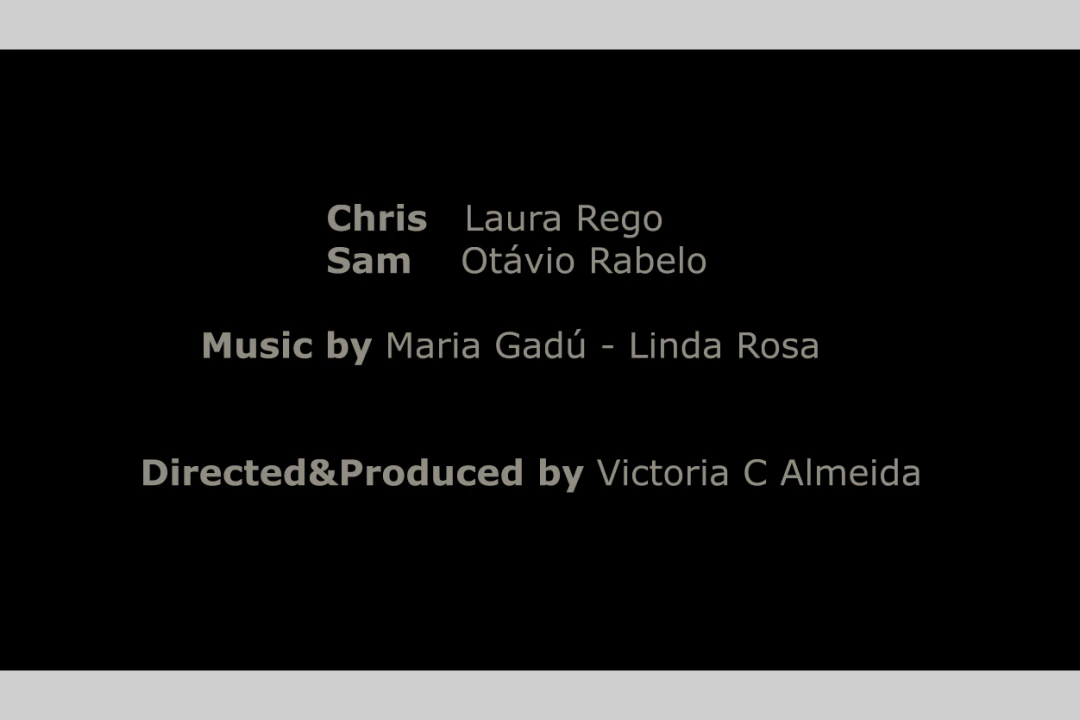 Chris Laura Rego
Sam Otávio Rabelo
Music by Maria Gadú - Linda Rosa
Directed&Produced by Victoria C Almeida